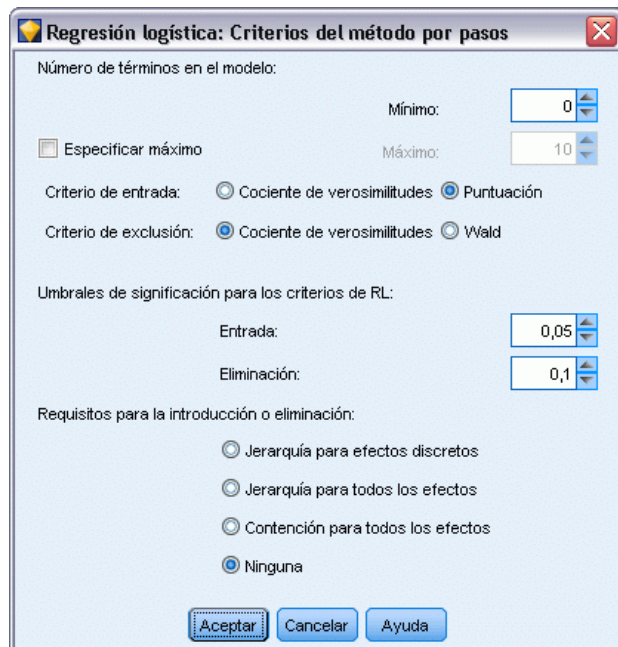 Regresión logística: Criterios del método por pasos
Número de términos en el modelo:
Mínimo: 0
Especificar máximo Máximo: 10
Criterio de entrada: Cociente de verosimilitudes Puntuación
Criterio de exclusión: Cociente de verosimilitudes Wald
Umbrales de significación para los criterios de RL:
Entrada: 0,05
Eliminación: 0,1
Requisitos para la introducción o eliminación:
Jerarquía para efectos discretos
Jerarquía para todos los efectos
Contención para todos los efectos
Ninguna
Aceptar Cancelar Ayuda